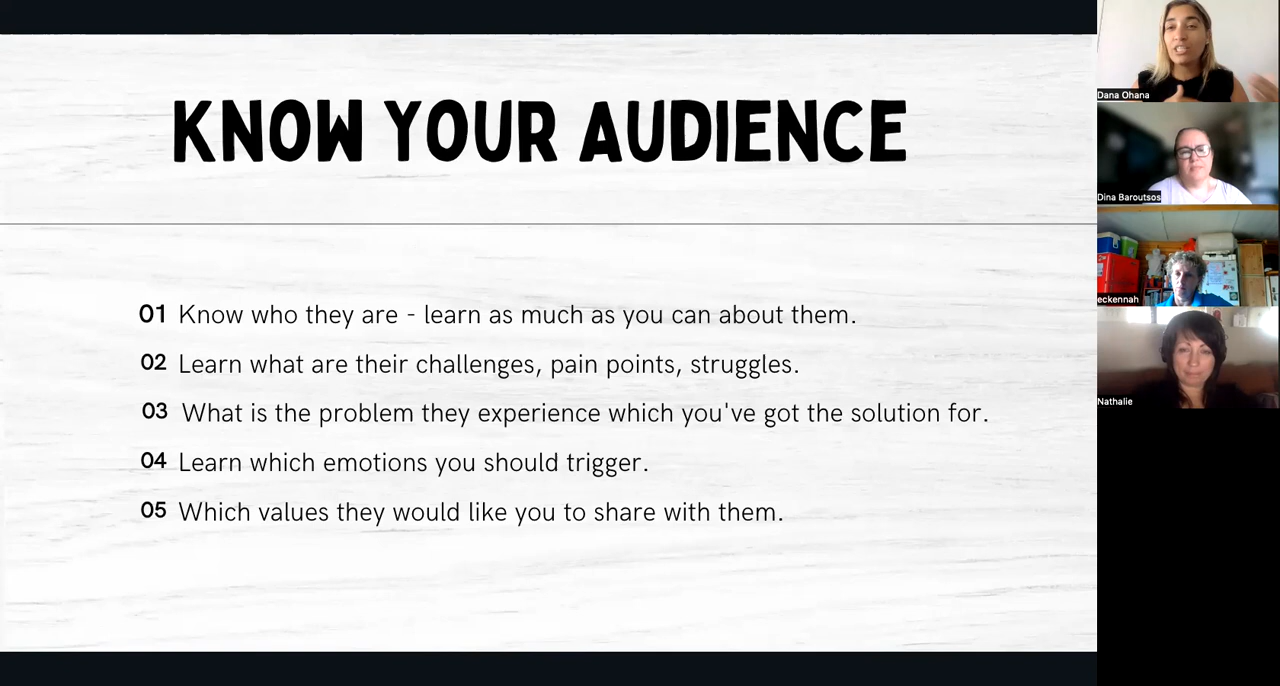 KNOW YOUR AUDIENCE
01 Know who they are - learn as much as you can about them.
02 Learn what are their challenges, pain points, struggles.
03 What is the problem they experience which you've got the solution for.
04 Learn which emotions you should trigger.
05 Which values they would like you to share with them.
Dana Ohana
Dina Baroutsos
eckennah
Nathalie